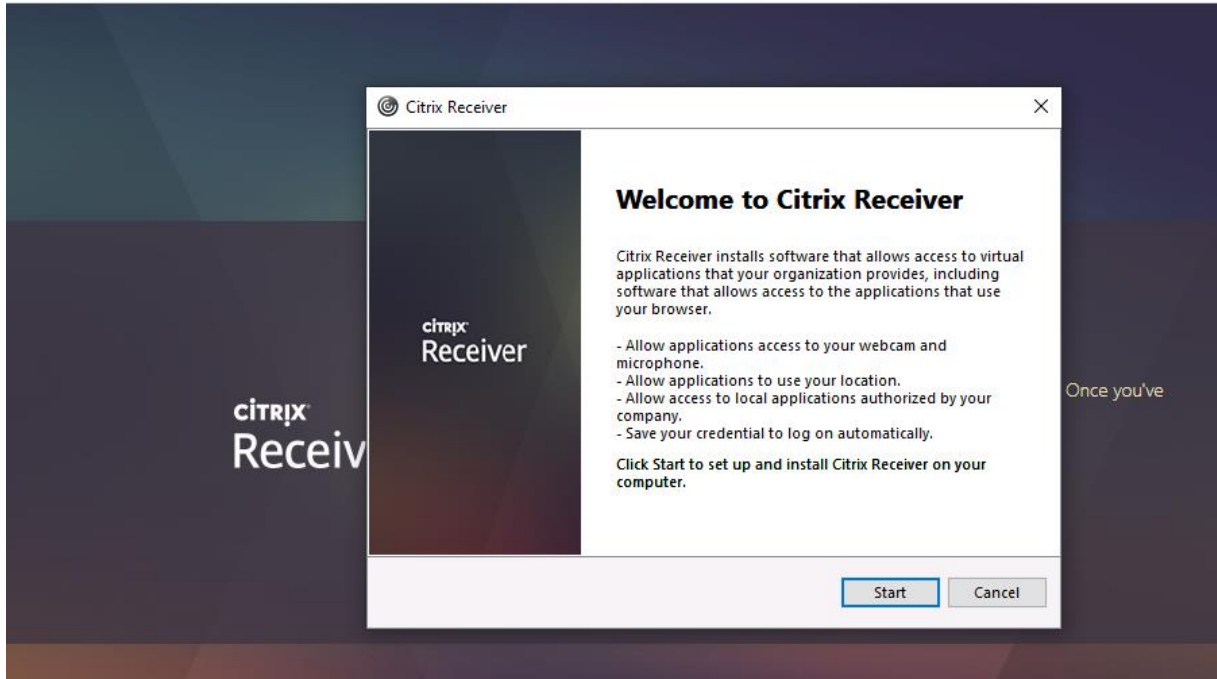 Citrix Receiver
Welcome to Citrix Receiver
Citrix Receiver installs software that allows access to virtual
applications that your organization provides, including
software that allows access to the applications that use
your browser.
- Allow applications access to your webcam and
microphone.
- Allow applications to use your location.
- Allow access to local applications authorized by your
company.
- Save your credential to log on automatically.
Click Start to set up and install Citrix Receiver on your
computer.
CİTRIX
Receiver
Start
Cancel
CİTRIX
Receiv
Once you've